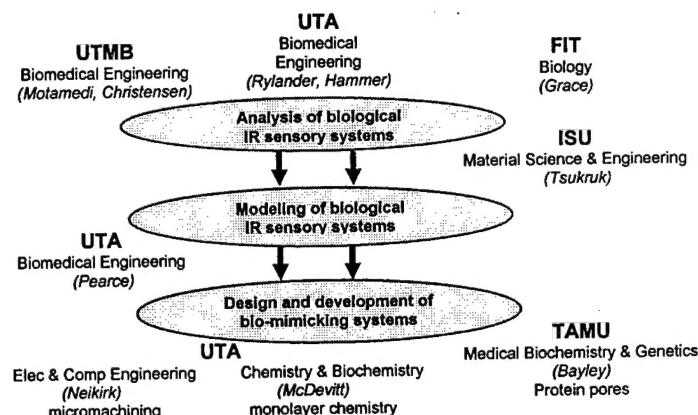 UTMB
Biomedical Engineering
(Motamedi, Christensen)
UTA
Biomedical
Engineering
(Rylander, Hammer)
FIT
Biology
(Grace)
Analysis of biological
IR sensory systems
ISU
Material Science & Engineering
(Tsukruk)
Modeling of biological
IR sensory systems
UTA
Biomedical Engineering
(Pearce)
Design and development of
bio-mimicking systems
UTA
Elec & Comp Engineering
(Neikirk)
micromachining
Chemistry & Biochemistry
(McDevitt)
monolayer chemistry
TAMU
Medical Biochemistry & Genetics
(Bayley)
Protein pores